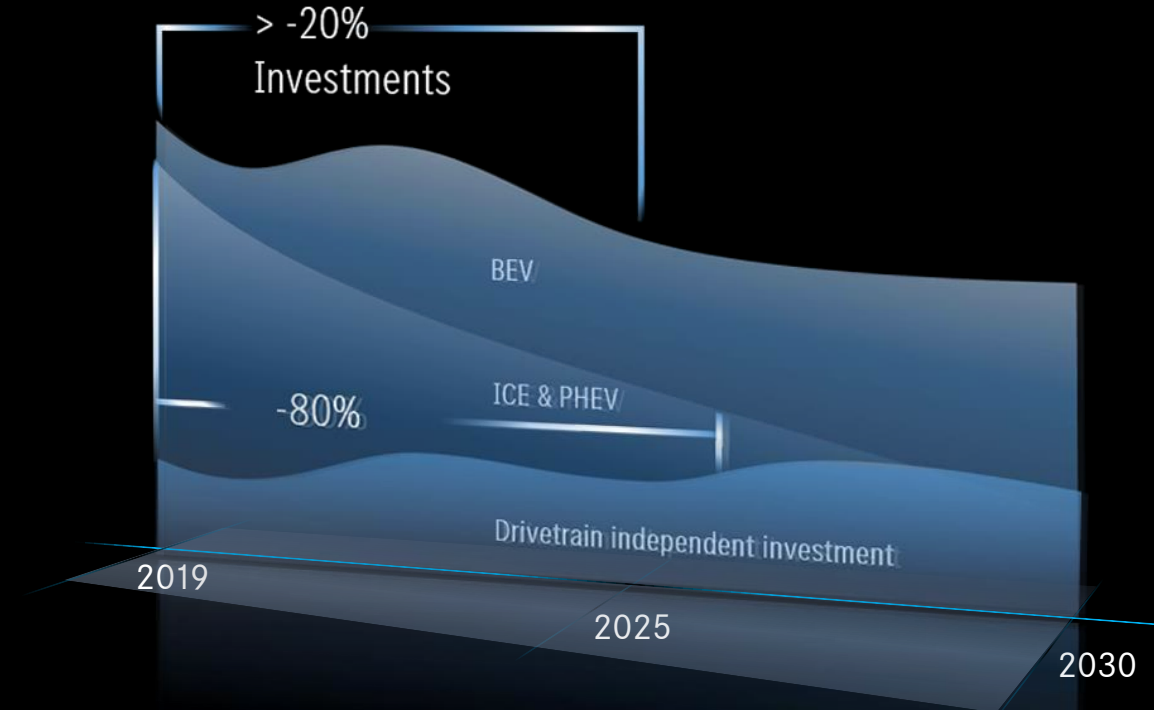 > -20%
Investments
BEV
ICE & PHEV
-80%
Drivetrain independent investment
2019
2025
2030